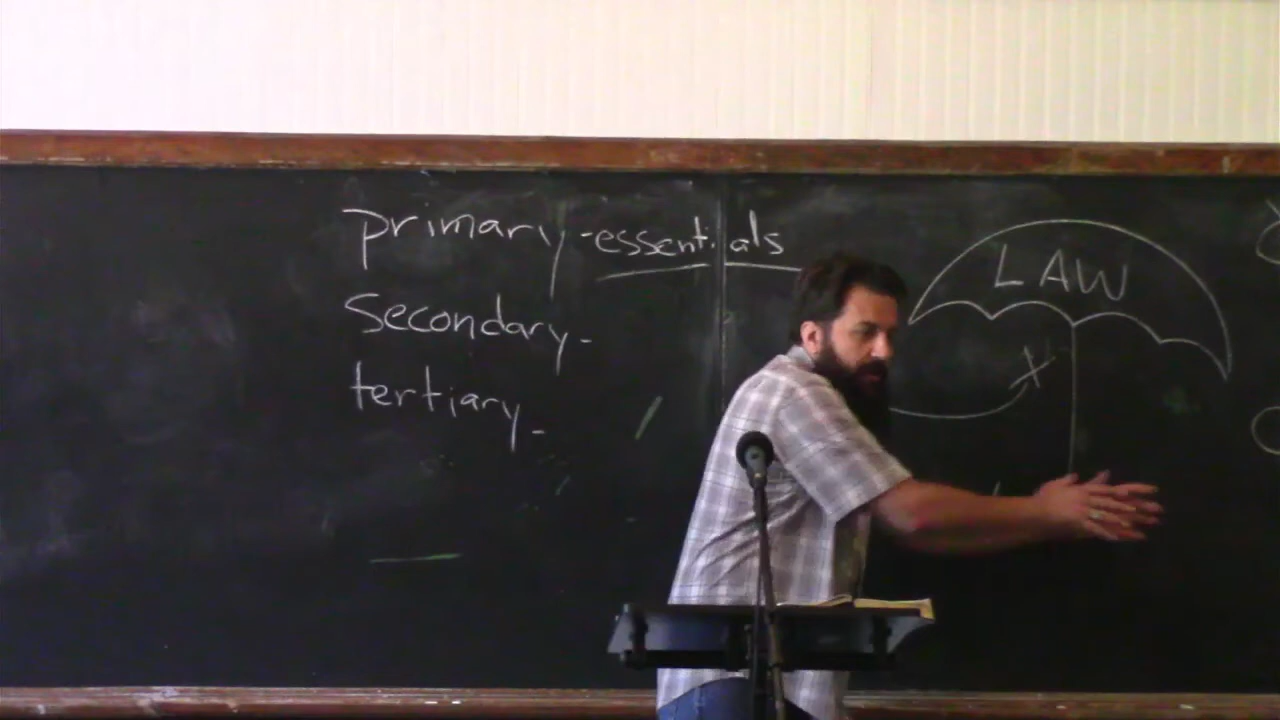 primary - essentials
secondary -
tertiary -
LAW